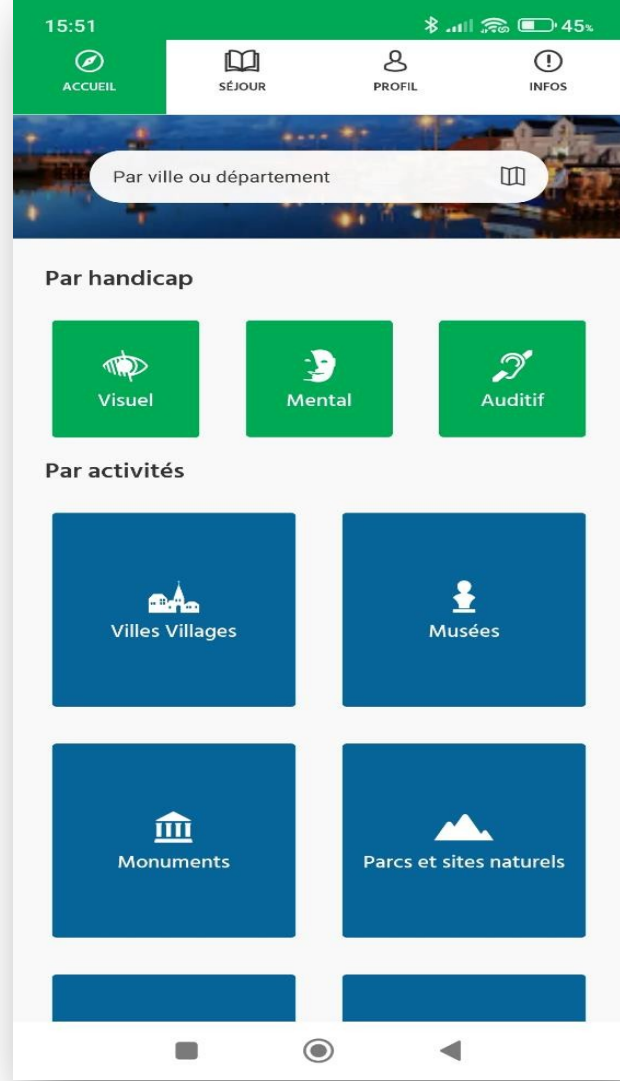 15:51 45%
ACCUEIL SÉJOUR PROFIL INFOS
Par ville ou département
Par handicap
Visuel Mental Auditif
Par activités
Villes Villages Musées
Monuments Parcs et sites naturels